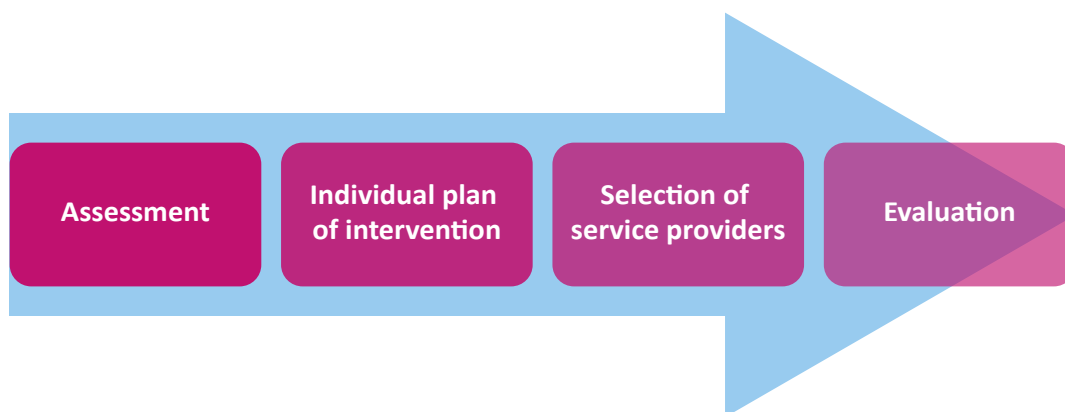 Assessment
Individual plan
of intervention
Selection of
service providers
Evaluation